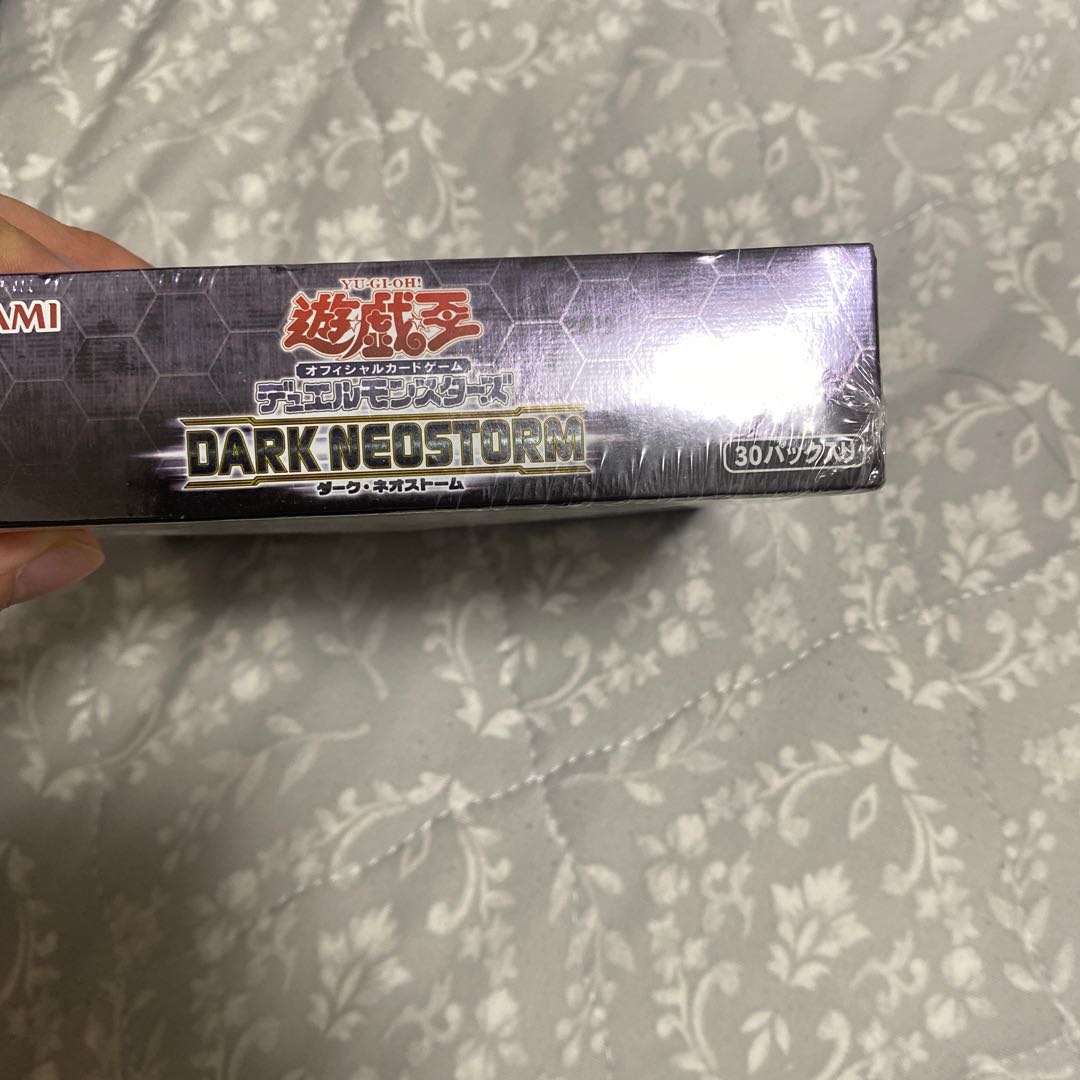 AMI
YU-GI-OH!
遊戯王
オフィシャルカードゲーム
デュエルモンスターズ
DARK NEOSTORM
ダーク・ネオストーム
30パック入り